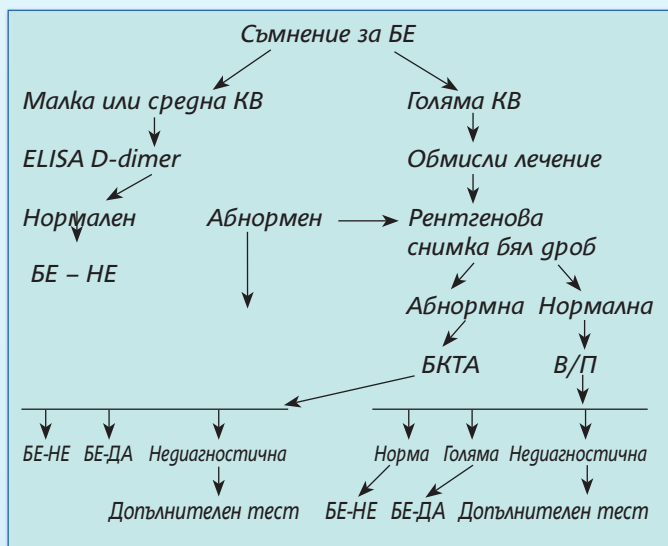 Съмнение за БЕ
Малка или средна КВ
Голяма КВ
ELISA D-dimer
Обмисли лечение
Нормален
Абнормен
Рентгенова
снимка бял дроб
БЕ – НЕ
Абнормна
Нормална
БКТА
В/П
БЕ-НЕ
БЕ-ДА
Недиагностична
Норма
Голяма
Недиагностична
Допълнителен тест
БЕ-НЕ
БЕ-ДА
Допълнителен тест